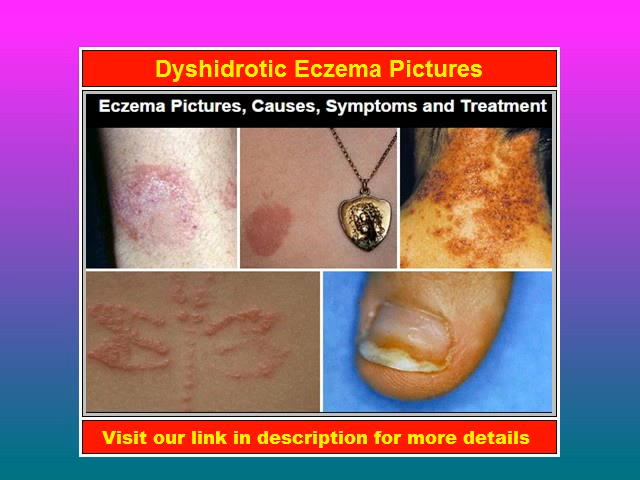 Dyshidrotic Eczema Pictures
Eczema Pictures, Causes, Symptoms and Treatment
Visit our link in description for more details